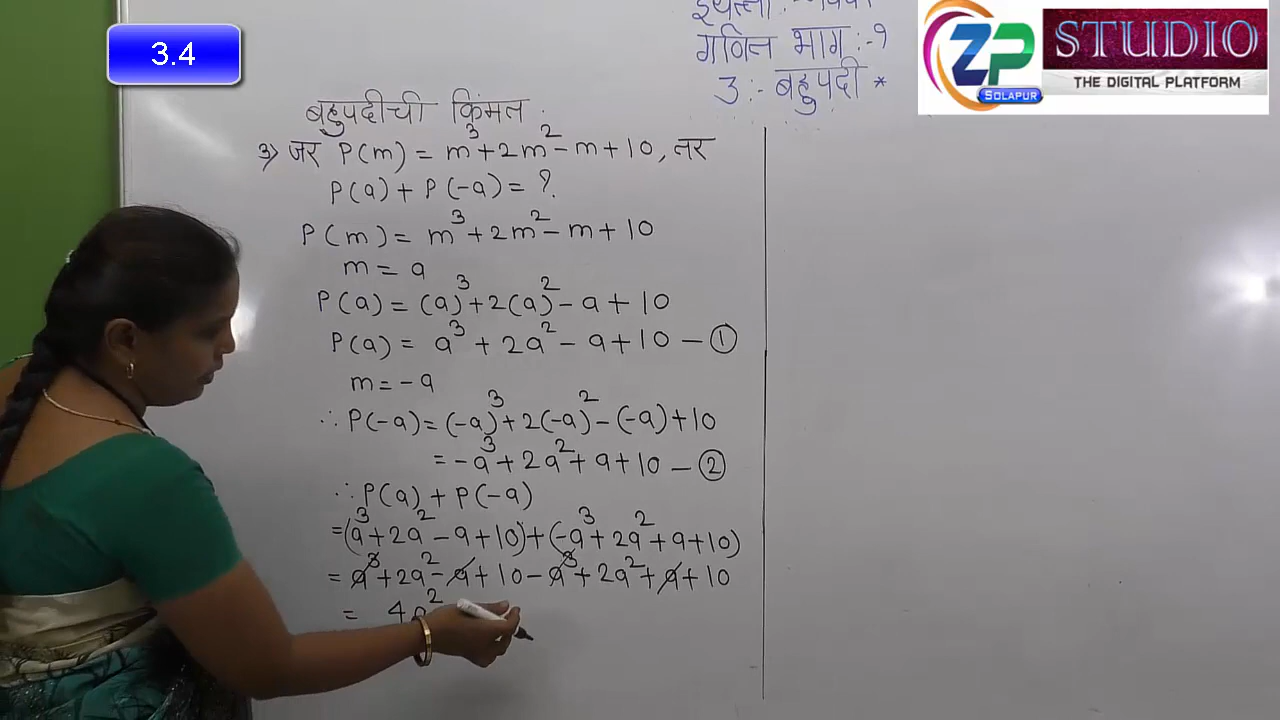 3.4
गणित भाग :- १
3 :- बहुपदी *
ZP STUDIO
SOLAPUR
THE DIGITAL PLATFORM
बहुपदीची किंमत
3) जर P(m) = m³ + 2m² - m + 10, तर
P(a) + P(-a) = ?
P(m) = m³ + 2m² - m + 10
m = a
P(a) = (a)³ + 2(a)² - a + 10
P(a) = a³ + 2a² - a + 10 — ①
m = -a
∴ P(-a) = (-a)³ + 2(-a)² - (-a) + 10
= -a³ + 2a² + a + 10 — ②
∴ P(a) + P(-a)
= (a³ + 2a² - a + 10) + (-a³ + 2a² + a + 10)
= a³ + 2a² - a + 10 - a³ + 2a² + a + 10
= 4a²